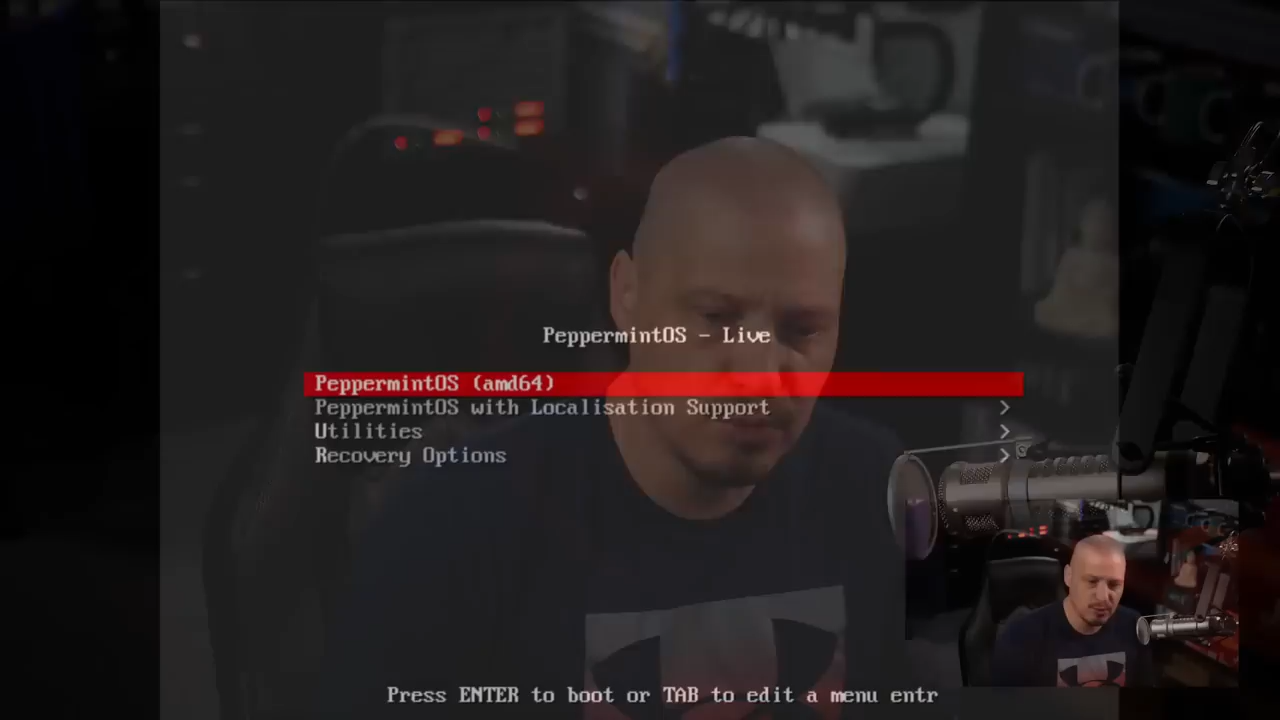 PeppermintOS - Live
PeppermintOS (amd64)
PeppermintOS with Localisation Support
Utilities
Recovery Options
Press ENTER to boot or TAB to edit a menu entr